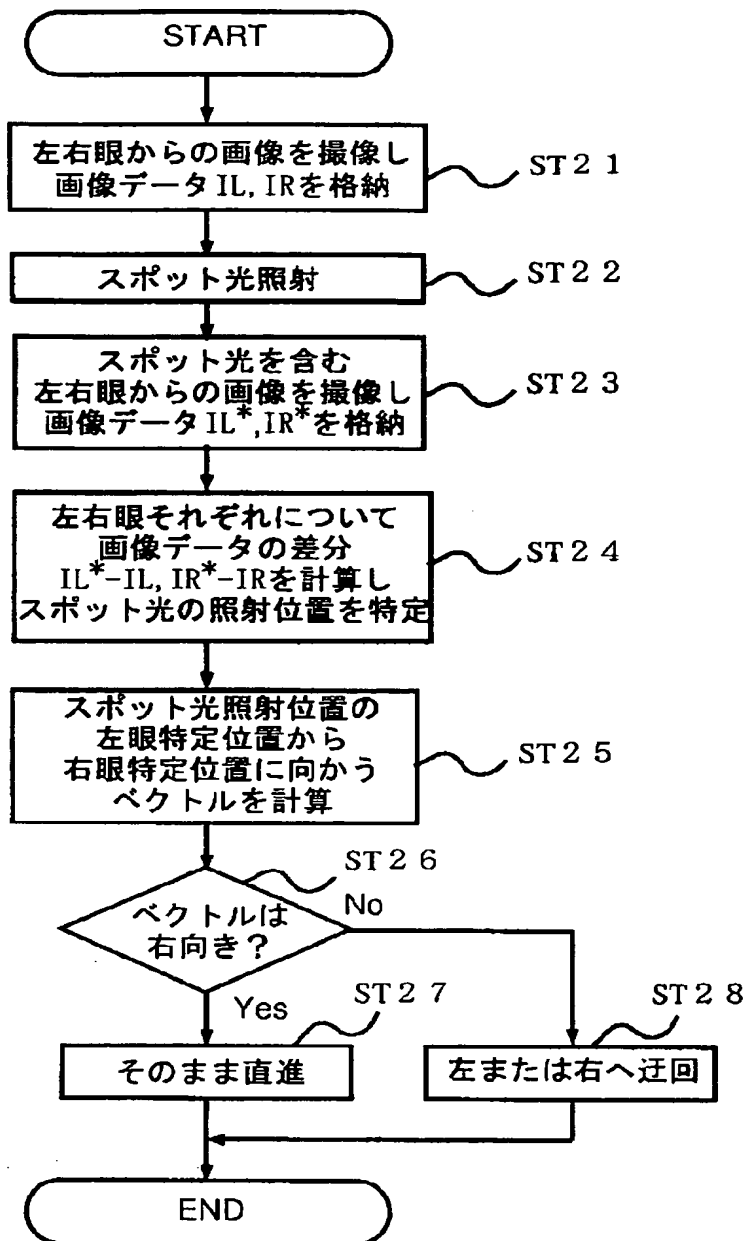 START
左右眼からの画像を撮像し
画像データIL, IRを格納
ST21
スポット光照射
ST22
スポット光を含む
左右眼からの画像を撮像し
画像データIL*,IR*を格納
ST23
左右眼それぞれについて
画像データの差分
IL*-IL, IR*-IRを計算し
スポット光の照射位置を特定
ST24
スポット光照射位置の
左眼特定位置から
右眼特定位置に向かう
ベクトルを計算
ST25
ST26
ベクトルは
右向き？
No
Yes
ST27
ST28
そのまま直進
左または右へ迂回
END